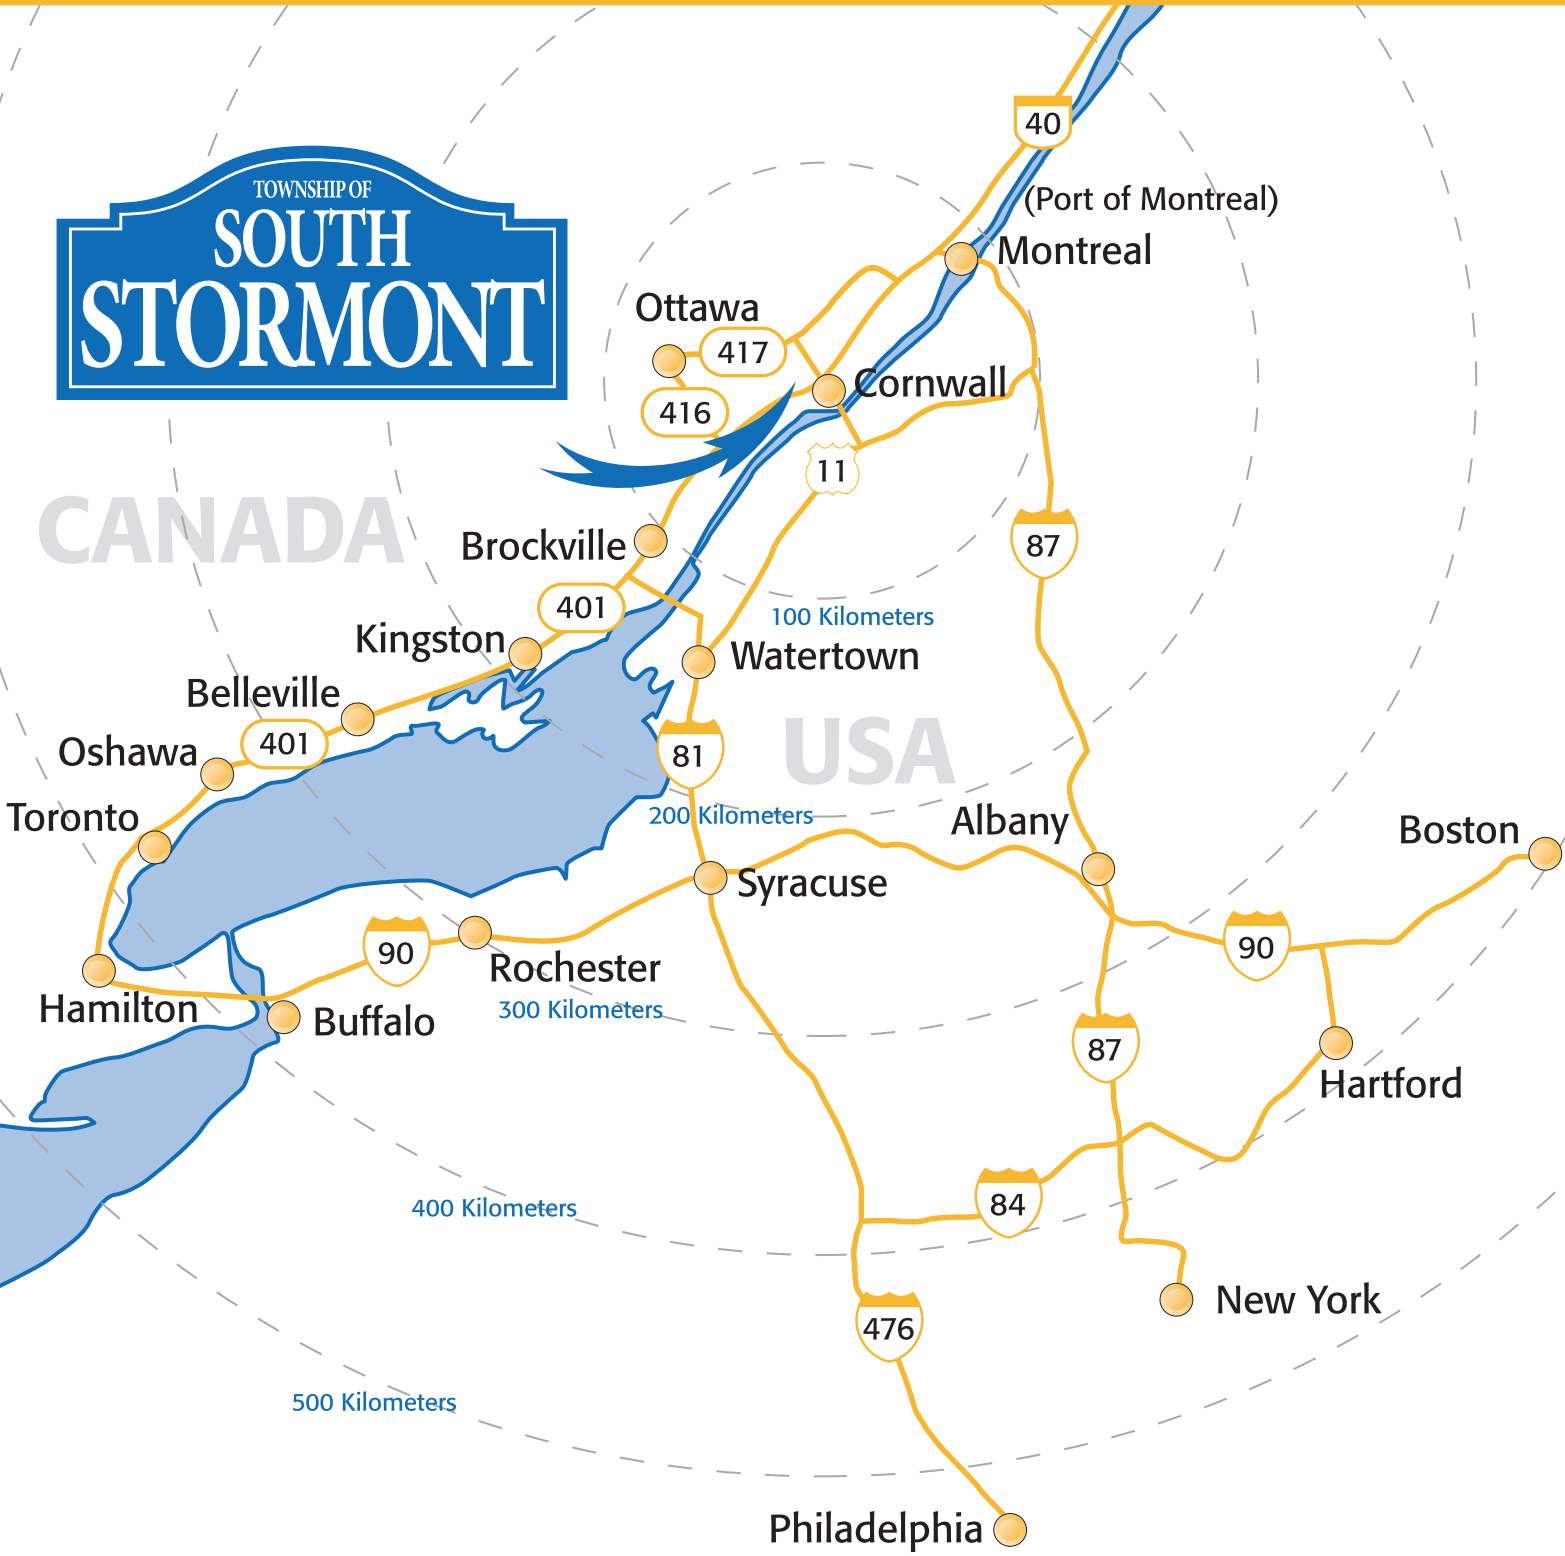 40
(Port of Montreal)
Montreal
TOWNSHIP OF
SOUTH
STORMONT
Ottawa
417
416
Cornwall
11
CANADA
Brockville
87
401
100 Kilometers
Kingston
Watertown
Belleville
401
Oshawa
81
USA
Toronto
200 Kilometers
Albany
Boston
Syracuse
90
90
Rochester
Hamilton
300 Kilometers
Buffalo
87
Hartford
400 Kilometers
84
New York
476
500 Kilometers
Philadelphia